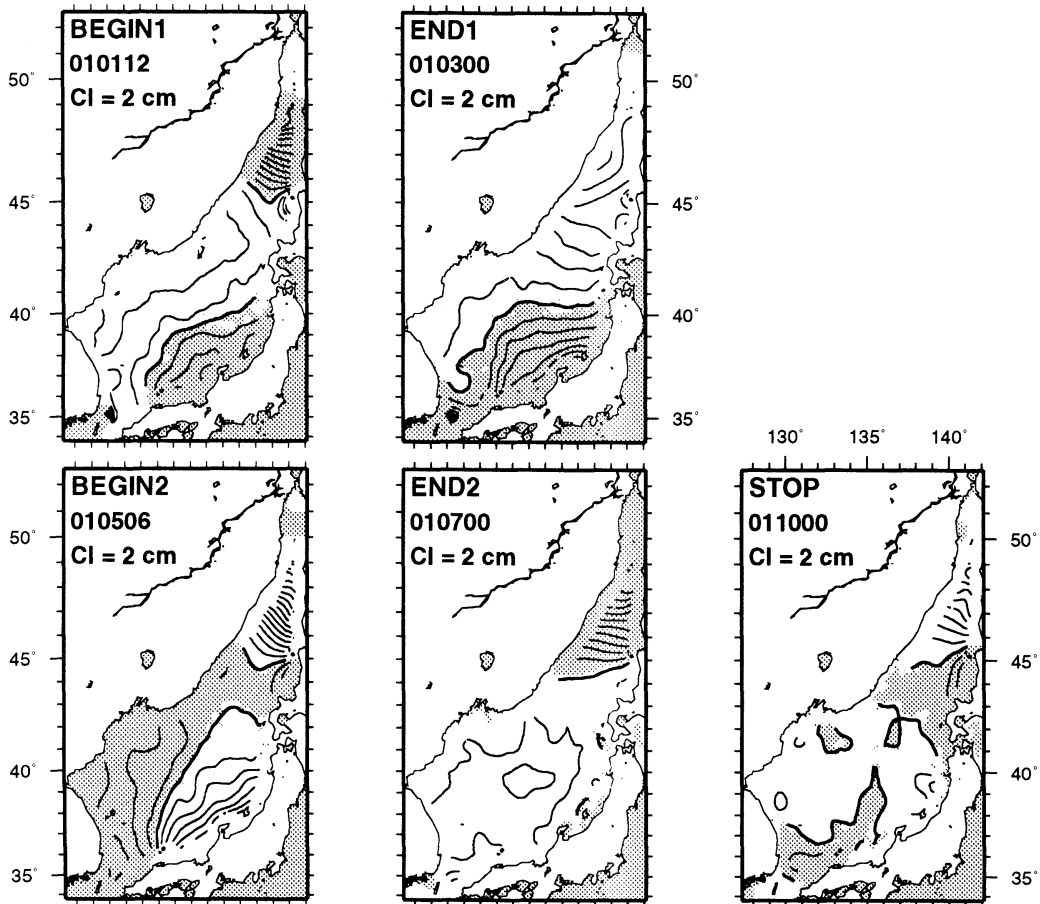 BEGIN1
010112
CI = 2 cm
END1
010300
CI = 2 cm
50°
45°
40°
35°
50°
45°
40°
35°
BEGIN2
010506
CI = 2 cm
END2
010700
CI = 2 cm
130° 135° 140°
STOP
011000
CI = 2 cm
50°
45°
40°
35°
50°
45°
40°
35°